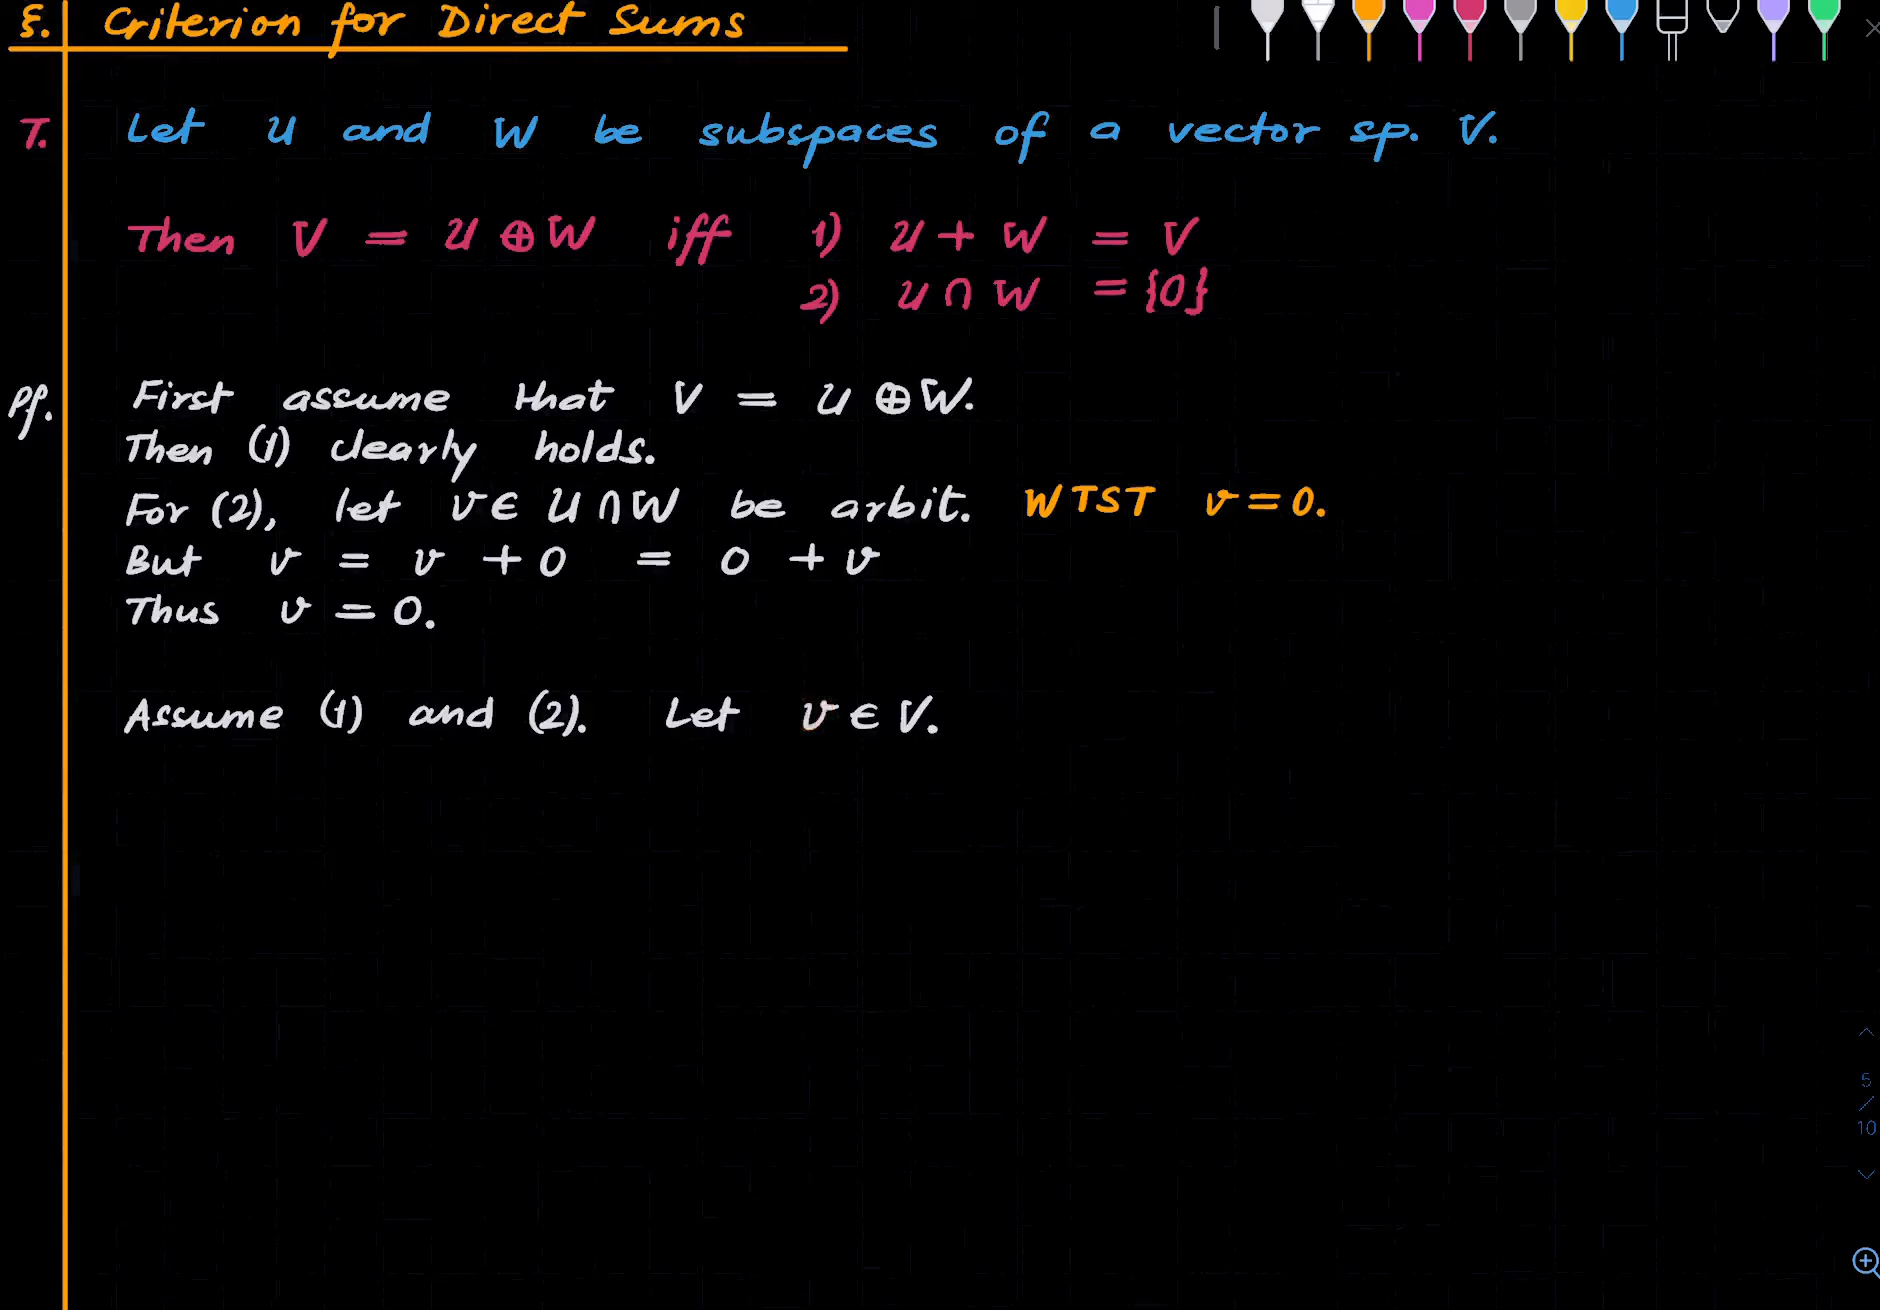 §. Criterion for Direct Sums
T. Let U and W be subspaces of a vector sp. V.
Then V = U ⊕ W iff 1) U + W = V
2) U ∩ W = {0}
Pf. First assume that V = U ⊕ W.
Then (1) clearly holds.
For (2), let v ∈ U ∩ W be arbit. WTST v = 0.
But v = v + 0 = 0 + v
Thus v = 0.
Assume (1) and (2). Let v ∈ V.
5
/
10